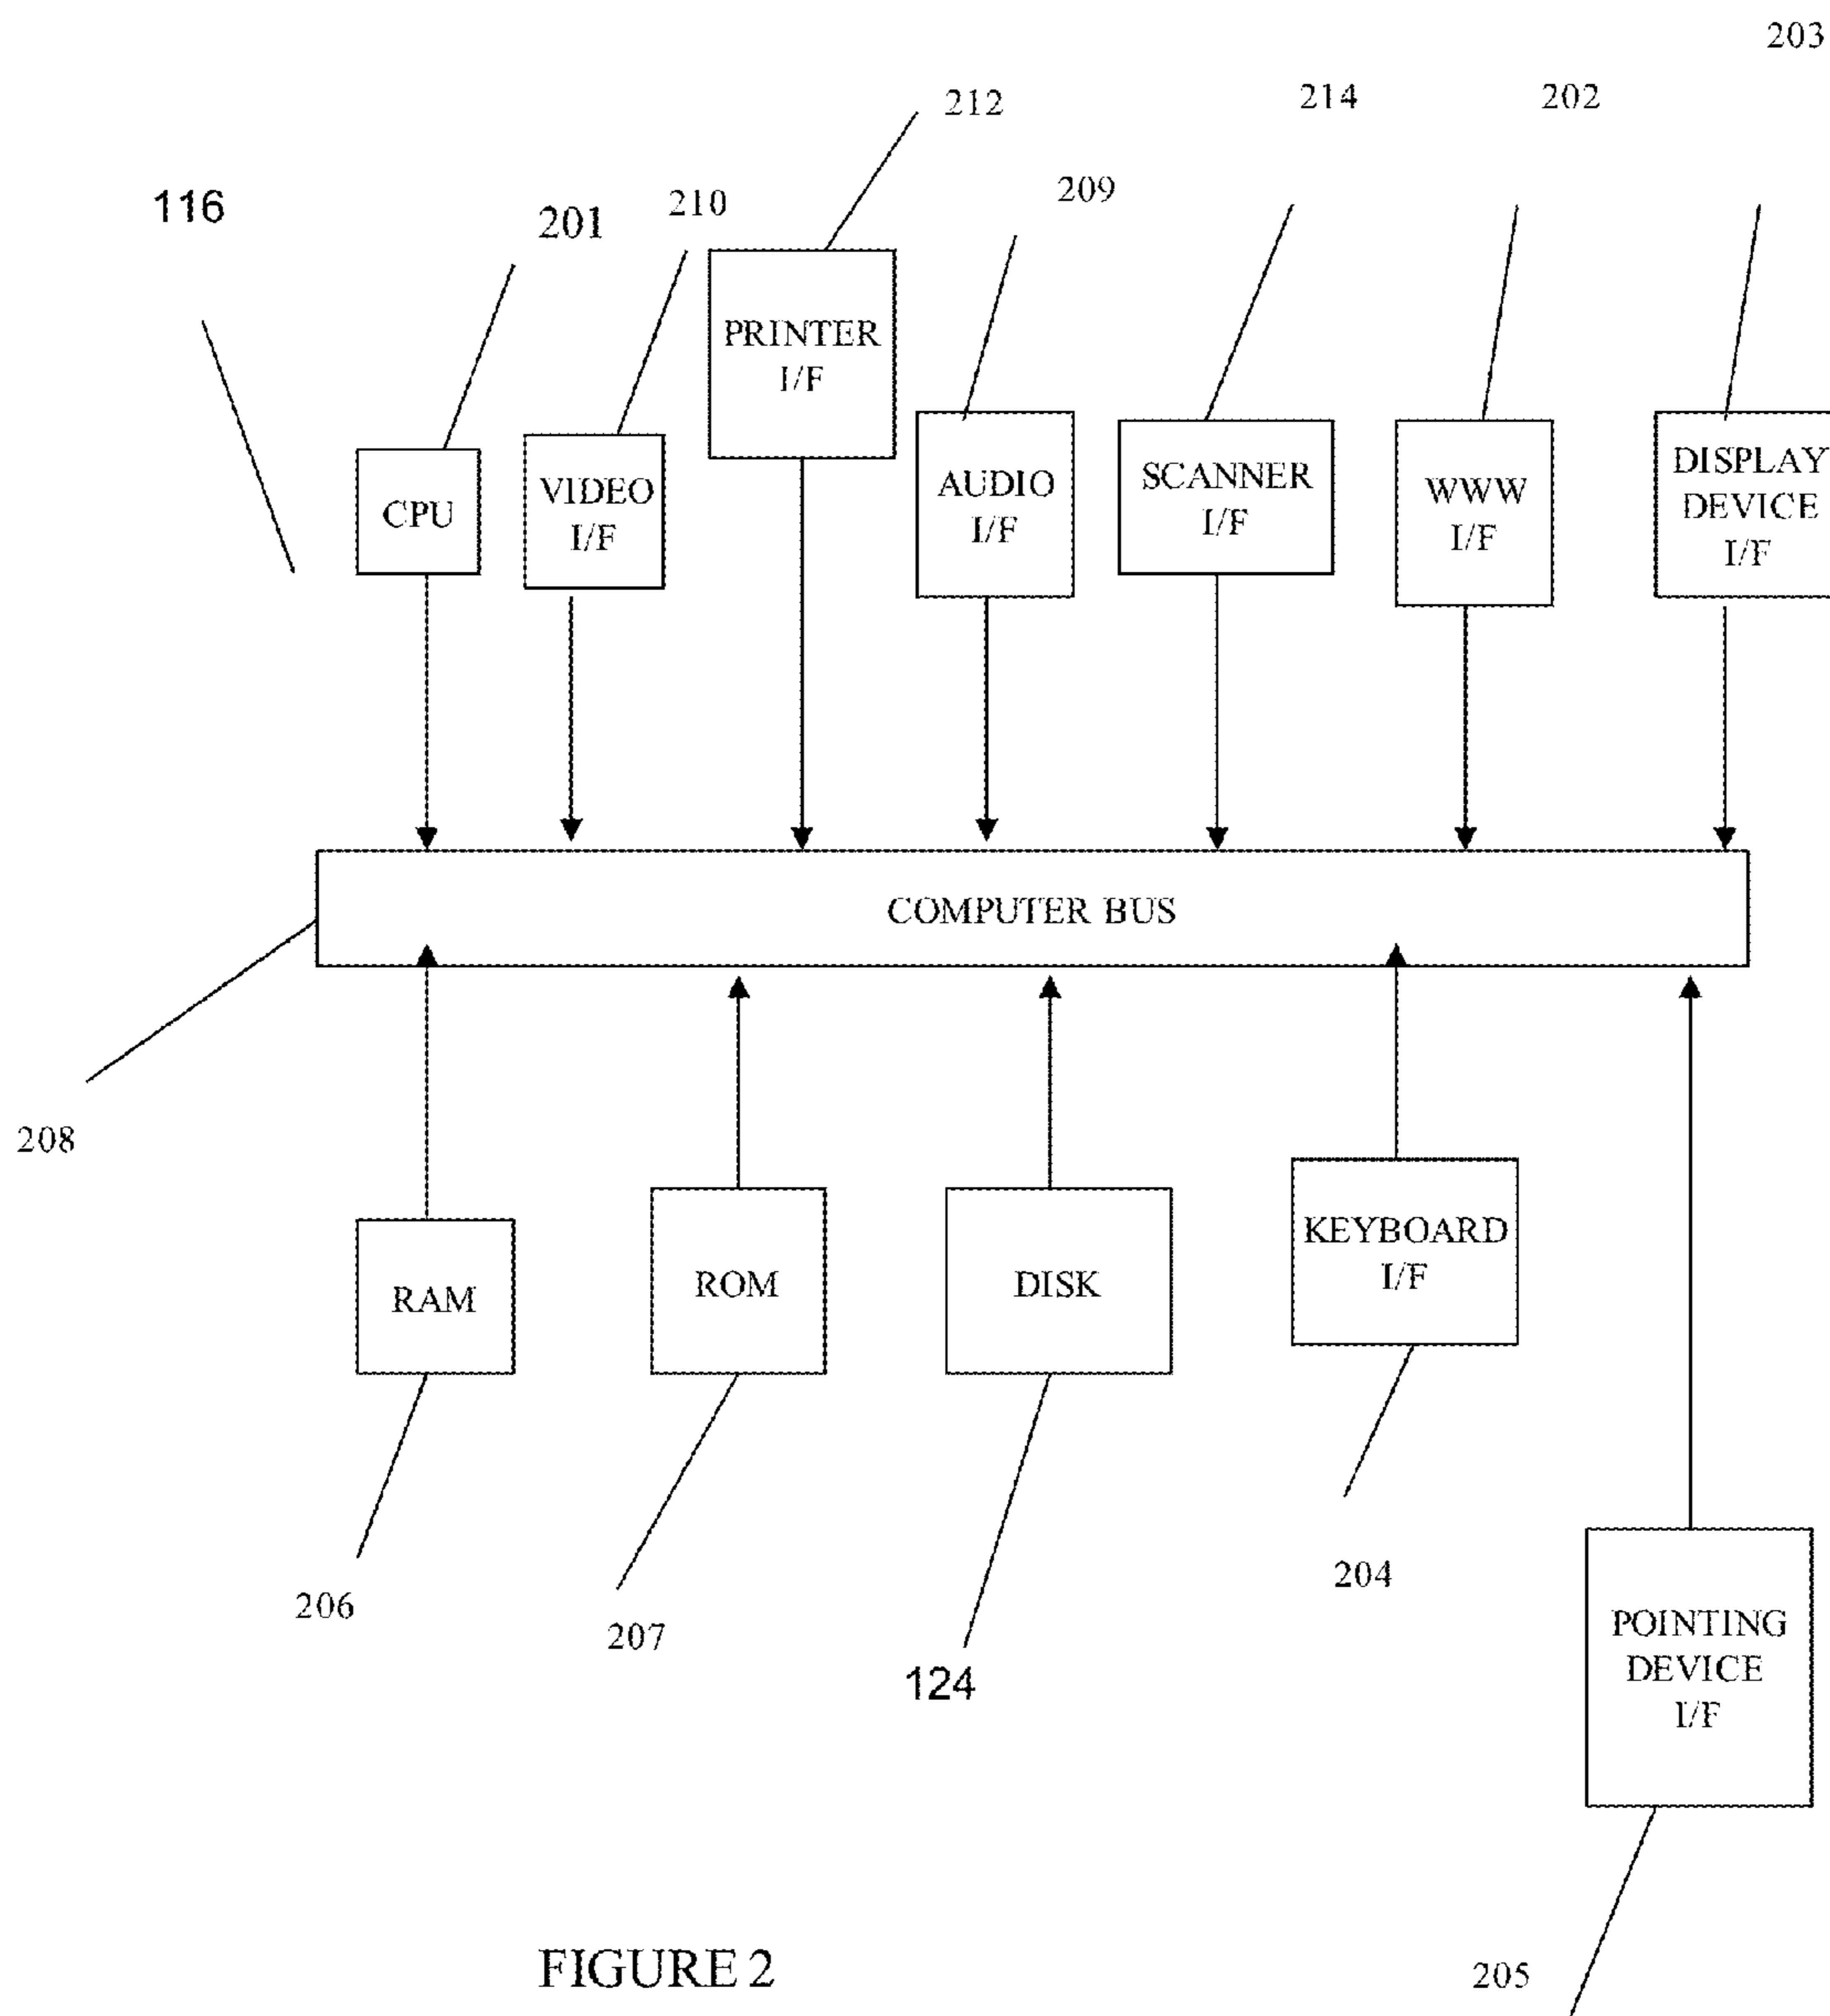 203
212
214
202
116
201
210
209
PRINTER
I/F
CPU
VIDEO
I/F
AUDIO
I/F
SCANNER
I/F
WWW
I/F
DISPLAY
DEVICE
I/F
COMPUTER BUS
208
RAM
ROM
DISK
KEYBOARD
I/F
206
207
124
204
POINTING
DEVICE
I/F
FIGURE 2
205